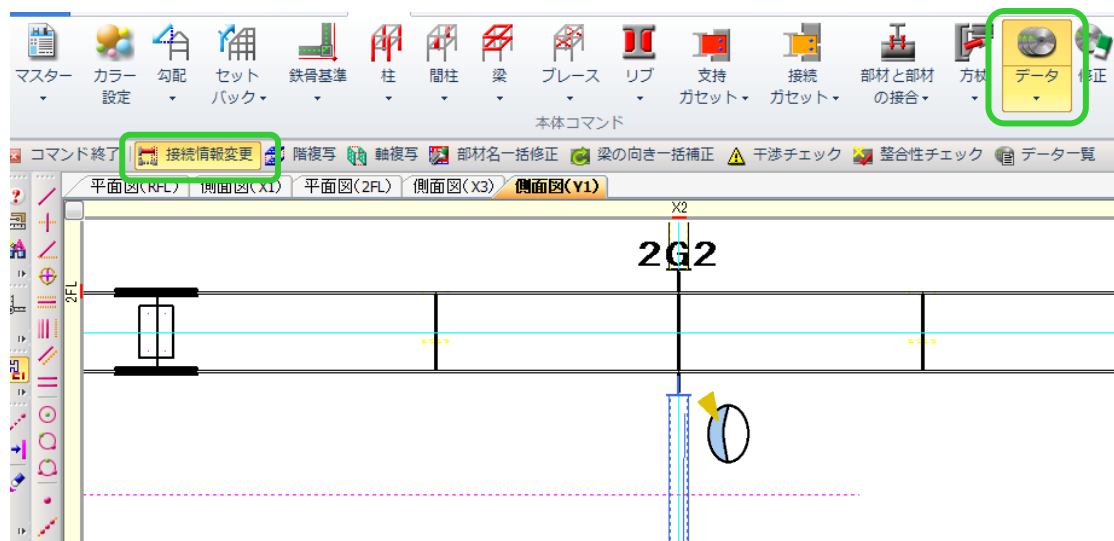 マスター カラー 勾配 セット 鉄骨基準 柱 間柱 梁 ブレース リブ 支持 接続 部材と部材 方杖 データ 修正
設定 バック ガセット ガセット の接合
本体コマンド
コマンド終了 接続情報変更 階複写 軸複写 部材名一括修正 梁の向き一括補正 干渉チェック 整合性チェック データ一覧
平面図(RFL) 側面図(X1) 平面図(2FL) 側面図(X3) 側面図(Y1)
X2
2G2
2FL